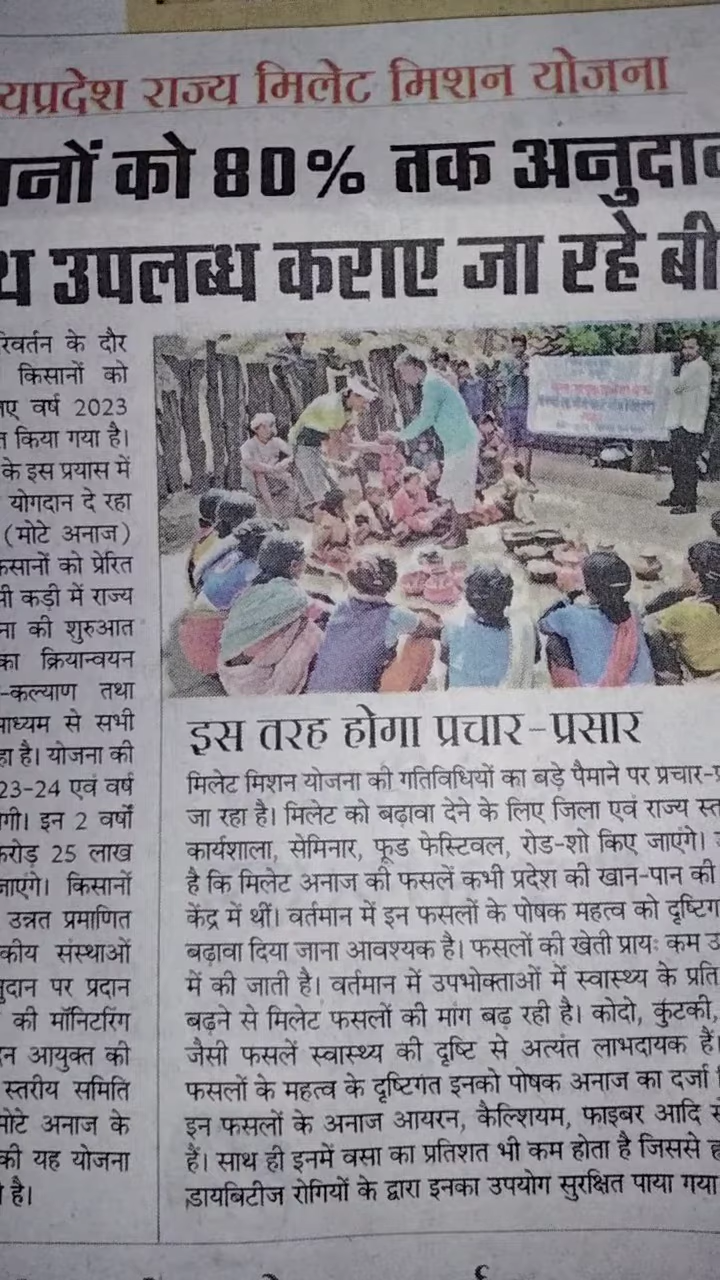 यप्रदेश राज्य मिलेट मिशन योजना
नों को 80% तक अनुदान
थ उपलब्ध कराए जा रहे बी
रिवर्तन के दौर
किसानों को
ए वर्ष 2023
त किया गया है।
के इस प्रयास में
योगदान दे रहा
(मोटे अनाज)
कसानों को प्रेरित
ी कड़ी में राज्य
ना की शुरुआत
का क्रियान्वयन
-कल्याण तथा
माध्यम से सभी
हा है। योजना की
23-24 एवं वर्ष
गी। इन 2 वर्षों
करोड़ 25 लाख
जाएंगे। किसानों
उन्नत प्रमाणित
कीय संस्थाओं
नुदान पर प्रदान
की मॉनिटरिंग
दन आयुक्त की
स्तरीय समिति
मोटे अनाज के
की यह योजना
है।
इस तरह होगा प्रचार-प्रसार
मिलेट मिशन योजना की गतिविधियों का बड़े पैमाने पर प्रचार-प्र
जा रहा है। मिलेट को बढ़ावा देने के लिए जिला एवं राज्य स्त
कार्यशाला, सेमिनार, फूड फेस्टिवल, रोड-शो किए जाएंगे।
है कि मिलेट अनाज की फसलें कभी प्रदेश की खान-पान की
केंद्र में थीं। वर्तमान में इन फसलों के पोषक महत्व को दृष्टिग
बढ़ावा दिया जाना आवश्यक है। फसलों की खेती प्रायः कम उ
में की जाती है। वर्तमान में उपभोक्ताओं में स्वास्थ्य के प्रति
बढ़ने से मिलेट फसलों की मांग बढ़ रही है। कोदो, कुंटकी,
जैसी फसलें स्वास्थ्य की दृष्टि से अत्यंत लाभदायक हैं।
फसलों के महत्व के दृष्टिगत इनको पोषक अनाज का दर्जा
इन फसलों के अनाज आयरन, कैल्शियम, फाइबर आदि से
हैं। साथ ही इनमें वसा का प्रतिशत भी कम होता है जिससे ह
डायबिटीज रोगियों के द्वारा इनका उपयोग सुरक्षित पाया गया